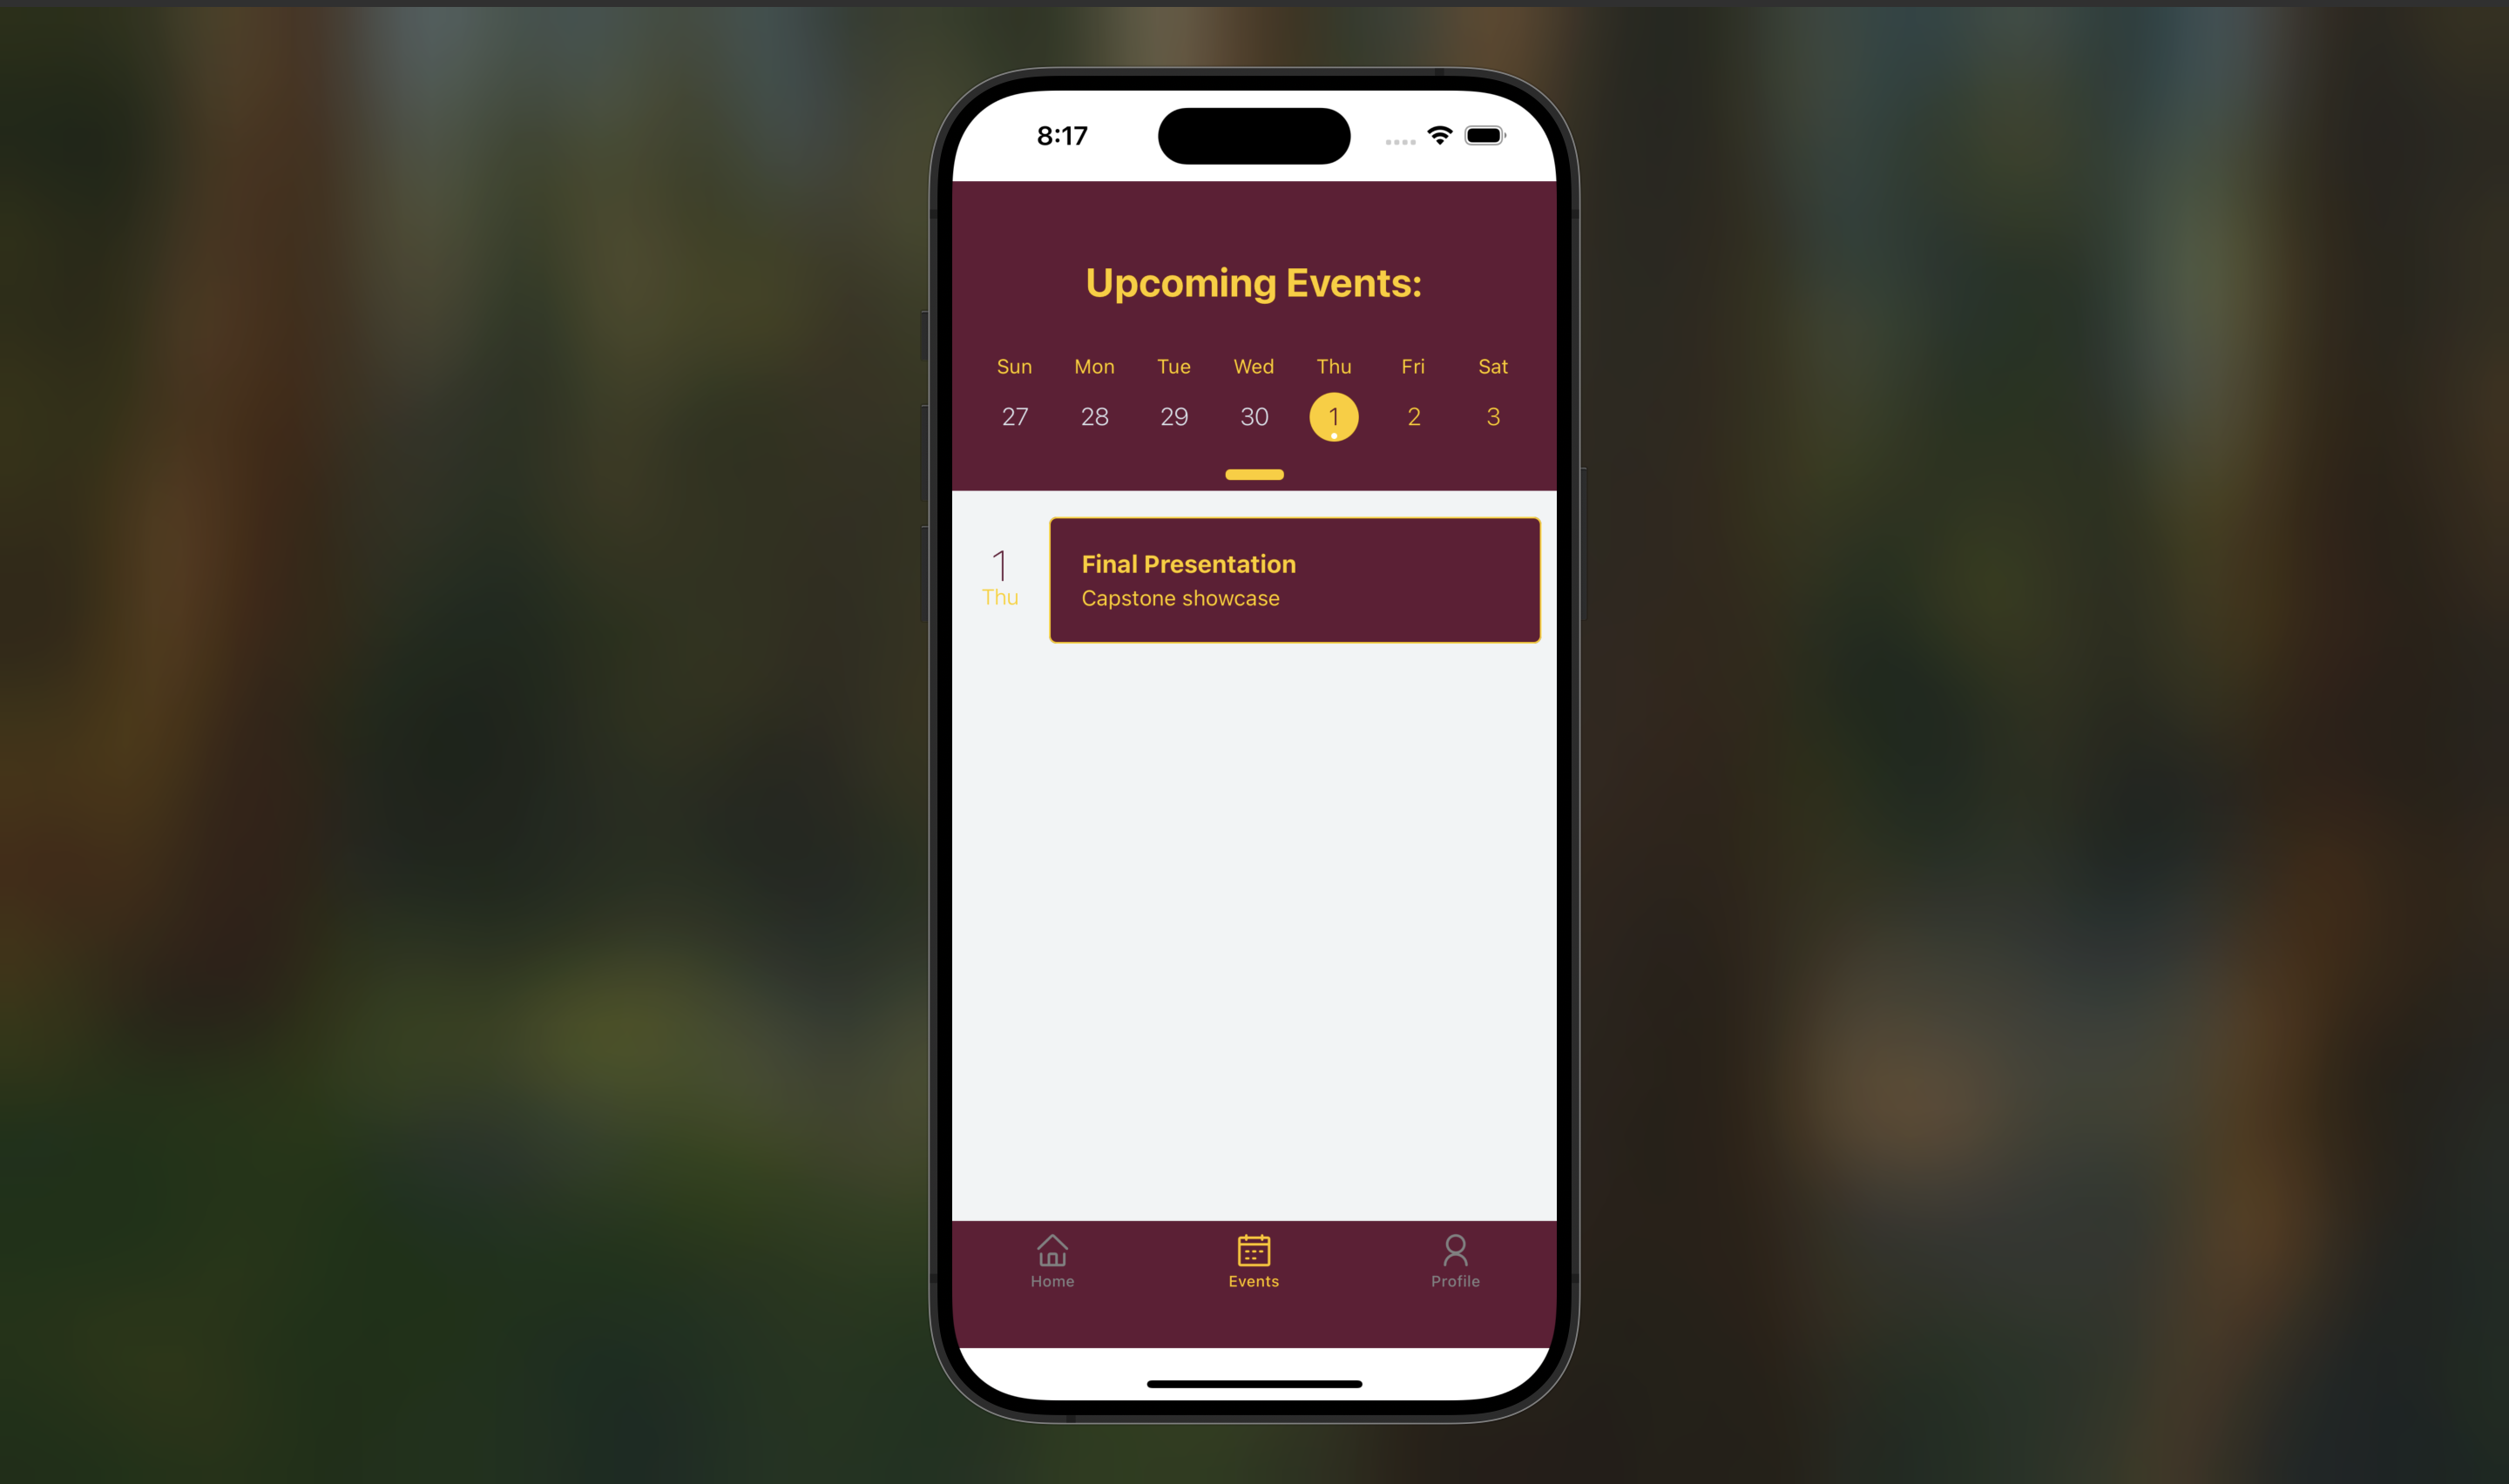 8:17
Upcoming Events:
Sun Mon Tue Wed Thu Fri Sat
27 28 29 30 1 2 3
1
Thu
Final Presentation
Capstone showcase
Home Events Profile